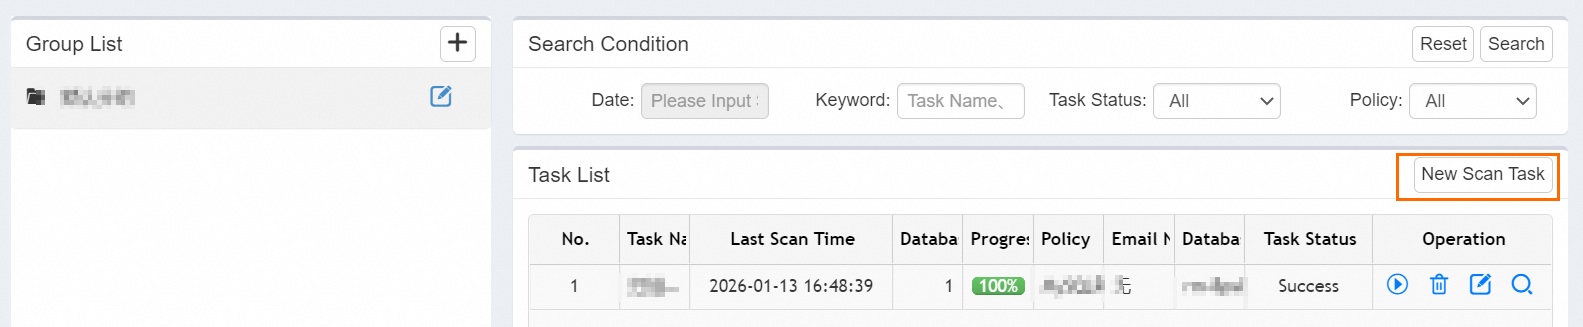 Group List
Search Condition
Reset
Search
Date:
Please Input
Keyword:
Task Name、
Task Status:
All
Policy:
All
Task List
New Scan Task
No. Task Na Last Scan Time Databa Progres Policy Email N Databa Task Status Operation
1 2026-01-13 16:48:39 1 100% 无 Success